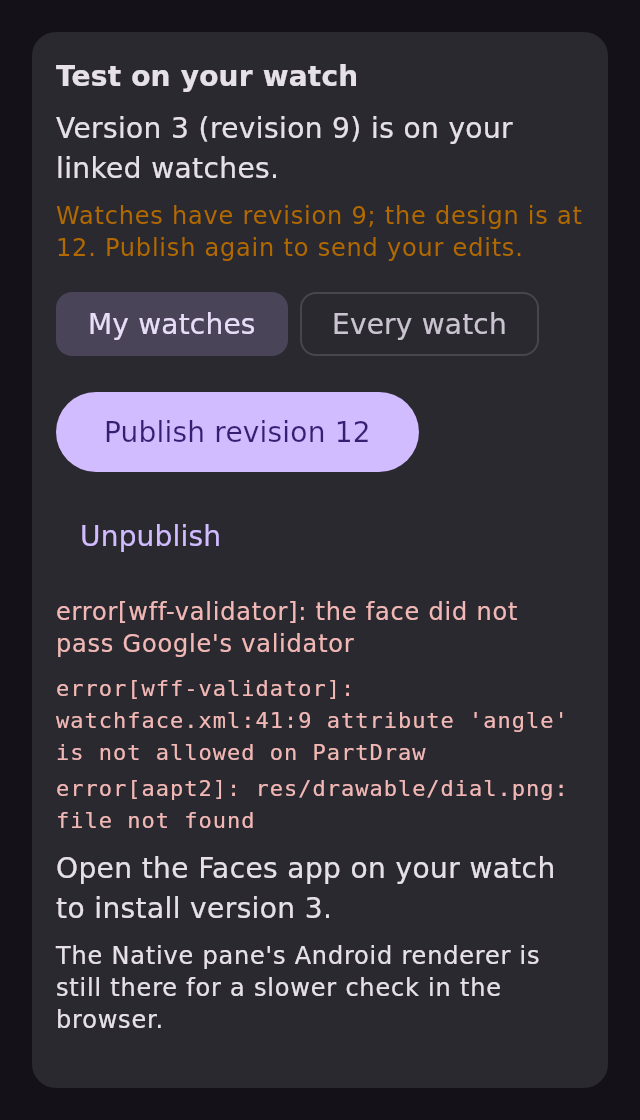 Test on your watch
Version 3 (revision 9) is on your
linked watches.
Watches have revision 9; the design is at
12. Publish again to send your edits.
My watches
Every watch
Publish revision 12
Unpublish
error[wff-validator]: the face did not
pass Google's validator
error[wff-validator]:
watchface.xml:41:9 attribute 'angle'
is not allowed on PartDraw
error[aapt2]: res/drawable/dial.png:
file not found
Open the Faces app on your watch
to install version 3.
The Native pane's Android renderer is
still there for a slower check in the
browser.